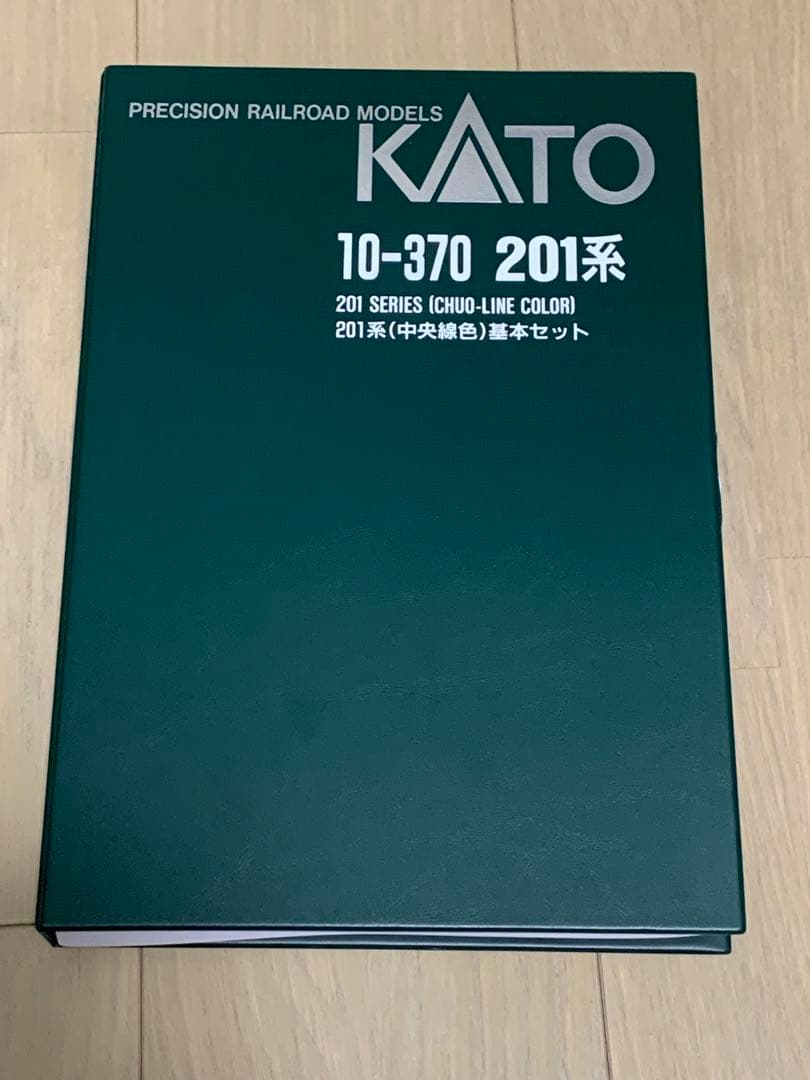 PRECISION RAILROAD MODELS
KATO
10-370 201系
201 SERIES (CHUO-LINE COLOR)
201系(中央線色)基本セット